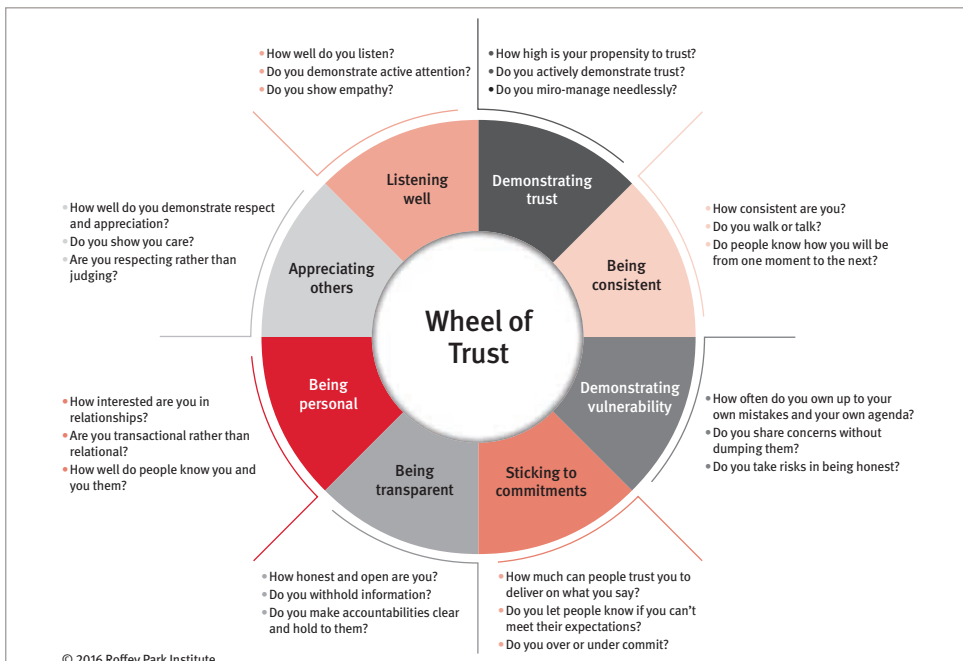 • How well do you listen?
• Do you demonstrate active attention?
• Do you show empathy?
• How high is your propensity to trust?
• Do you actively demonstrate trust?
• Do you miro-manage needlessly?
Listening
well
Demonstrating
trust
• How well do you demonstrate respect
and appreciation?
• Do you show you care?
• Are you respecting rather than
judging?
Appreciating
others
Being
consistent
• How consistent are you?
• Do you walk or talk?
• Do people know how you will be
from one moment to the next?
Wheel of
Trust
• How interested are you in
relationships?
• Are you transactional rather than
relational?
• How well do people know you and
you them?
Being
personal
Demonstrating
vulnerability
• How often do you own up to your
own mistakes and your own agenda?
• Do you share concerns without
dumping them?
• Do you take risks in being honest?
Being
transparent
Sticking to
commitments
• How honest and open are you?
• Do you withhold information?
• Do you make accountabilities clear
and hold to them?
• How much can people trust you to
deliver on what you say?
• Do you let people know if you can't
meet their expectations?
• Do you over or under commit?
© 2016 Roffey Park Institute